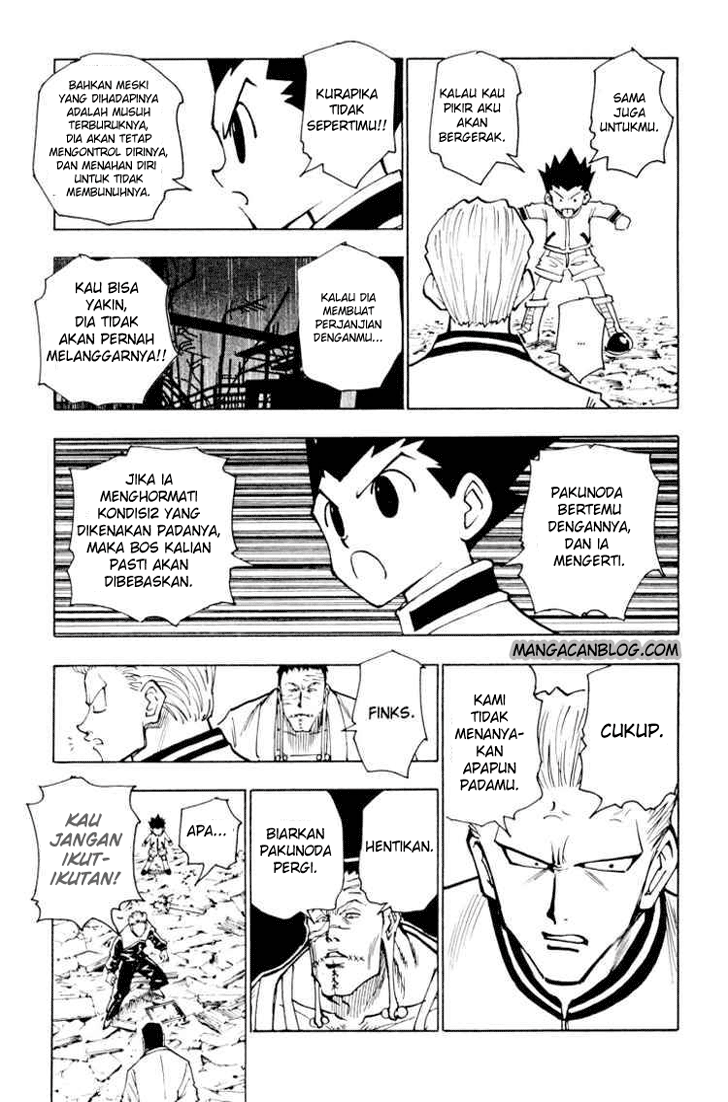 SAMA
JUGA
UNTUKMU.
KALAU KAU
PIKIR AKU
AKAN
BERGERAK.
...
KURAPIKA
TIDAK
SEPERTIMU!!
BAHKAN MESKI
YANG DIHADAPINYA
ADALAH MUSUH
TERBURUKNYA,
DIA AKAN TETAP
MENGONTROL DIRINYA,
DAN MENAHAN DIRI
UNTUK TIDAK
MEMBUNUHNYA.
KALAU DIA
MEMBUAT
PERJANJIAN
DENGANMU...
KAU BISA
YAKIN,
DIA TIDAK
AKAN PERNAH
MELANGGARNYA!!
PAKUNODA
BERTEMU
DENGANNYA,
DAN IA
MENGERTI.
JIKA IA
MENGHORMATI
KONDISI2 YANG
DIKENAKAN PADANYA,
MAKA BOS KALIAN
PASTI AKAN
DIBEBASKAN.
MANGACANBLOG.COM
CUKUP.
KAMI
TIDAK
MENANYA-
KAN
APAPUN
PADAMU.
FINKS.
HENTIKAN.
BIARKAN
PAKUNODA
PERGI.
APA...
KAU
JANGAN
IKUT-
IKUTAN!